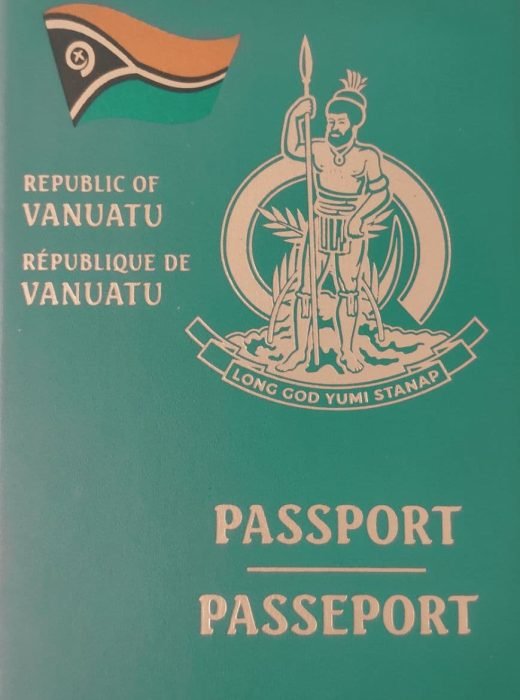 REPUBLIC OF
VANUATU
RÉPUBLIQUE DE
VANUATU
LONG GOD YUMI STANAP
PASSPORT
PASSEPORT